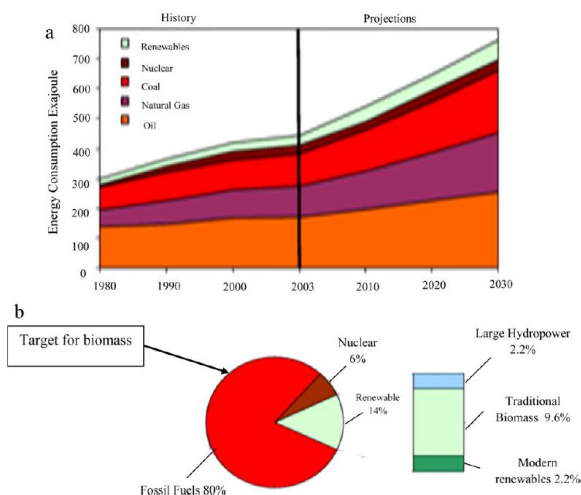 History
Projections
a
Energy Consumption Exajoule
800
700
600
500
400
300
200
100
0
Renewables
Nuclear
Coal
Natural Gas
Oil
1980
1990
2000
2003
2010
2020
2030
b
Target for biomass
Nuclear
6%
Renewable
14%
Fossil Fuels 80%
Large Hydropower
2.2%
Traditional
Biomass 9.6%
Modern
renewables 2.2%